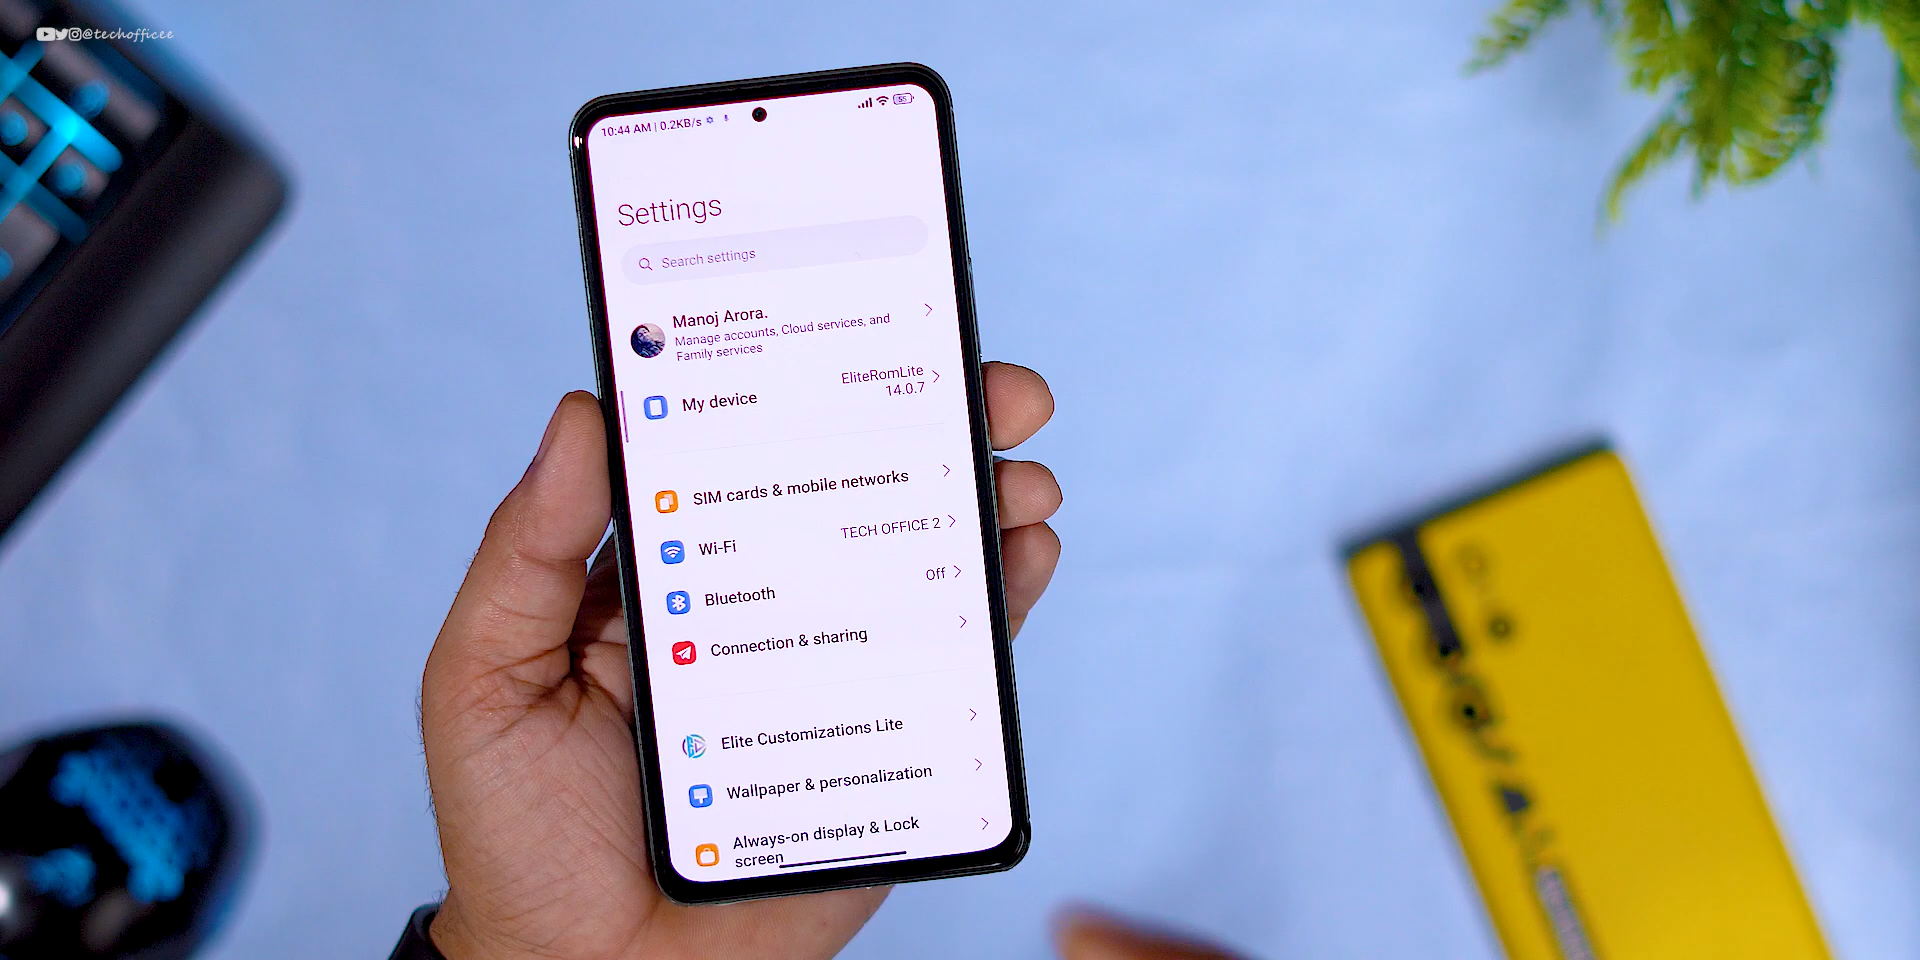 @techofficee
10:44 AM | 0.2KB/s
55
Settings
Search settings
Manoj Arora.
Manage accounts, Cloud services, and
Family services
My device
EliteRomLite
14.0.7
SIM cards & mobile networks
Wi-Fi
TECH OFFICE 2
Bluetooth
Off
Connection & sharing
Elite Customizations Lite
Wallpaper & personalization
Always-on display & Lock
screen